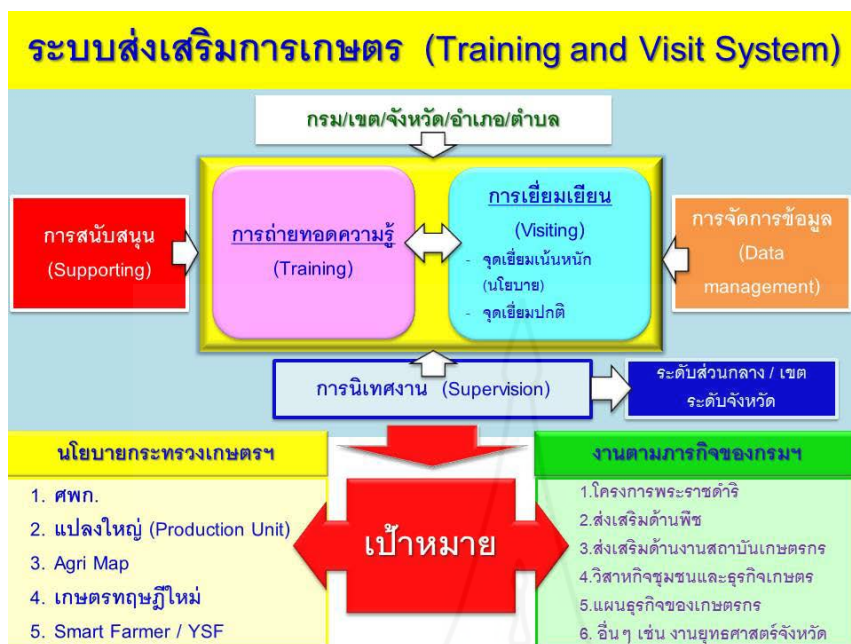 ระบบส่งเสริมการเกษตร (Training and Visit System)
กรม/เขต/จังหวัด/อำเภอ/ตำบล
การสนับสนุน
(Supporting)
การถ่ายทอดความรู้
(Training)
การเยี่ยมเยียน
(Visiting)
- จุดเยี่ยมเน้นหนัก
(นโยบาย)
- จุดเยี่ยมปกติ
การจัดการข้อมูล
(Data
management)
การนิเทศงาน (Supervision)
ระดับส่วนกลาง / เขต
ระดับจังหวัด
นโยบายกระทรวงเกษตรฯ
1. ศพก.
2. แปลงใหญ่ (Production Unit)
3. Agri Map
4. เกษตรทฤษฎีใหม่
5. Smart Farmer / YSF
เป้าหมาย
งานตามภารกิจของกรมฯ
1.โครงการพระราชดำริ
2.ส่งเสริมด้านพืช
3.ส่งเสริมด้านงานสถาบันเกษตรกร
4.วิสาหกิจชุมชนและธุรกิจเกษตร
5.แผนธุรกิจของเกษตรกร
6. อื่นๆ เช่น งานยุทธศาสตร์จังหวัด